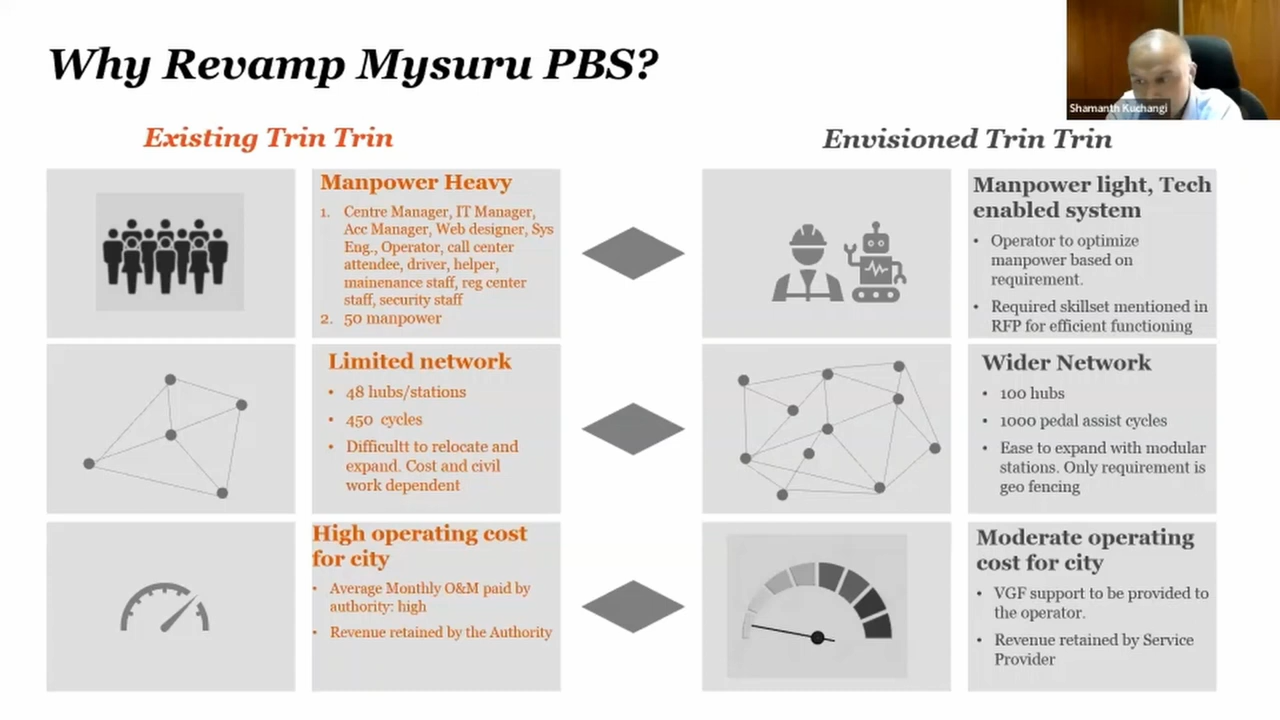 Why Revamp Mysuru PBS?
Shamanth Kuchangi
Existing Trin Trin
Manpower Heavy
1. Centre Manager, IT Manager,
Acc Manager, Web designer, Sys
Eng., Operator, call center
attendee, driver, helper,
mainenance staff, reg center
staff, security staff
2. 50 manpower
Limited network
• 48 hubs/stations
• 450 cycles
• Difficultt to relocate and
expand. Cost and civil
work dependent
High operating cost
for city
• Average Monthly O&M paid by
authority: high
• Revenue retained by the Authority
Envisioned Trin Trin
Manpower light, Tech
enabled system
• Operator to optimize
manpower based on
requirement.
• Required skillset mentioned in
RFP for efficient functioning
Wider Network
• 100 hubs
• 1000 pedal assist cycles
• Ease to expand with modular
stations. Only requirement is
geo fencing
Moderate operating
cost for city
• VGF support to be provided to
the operator.
• Revenue retained by Service
Provider